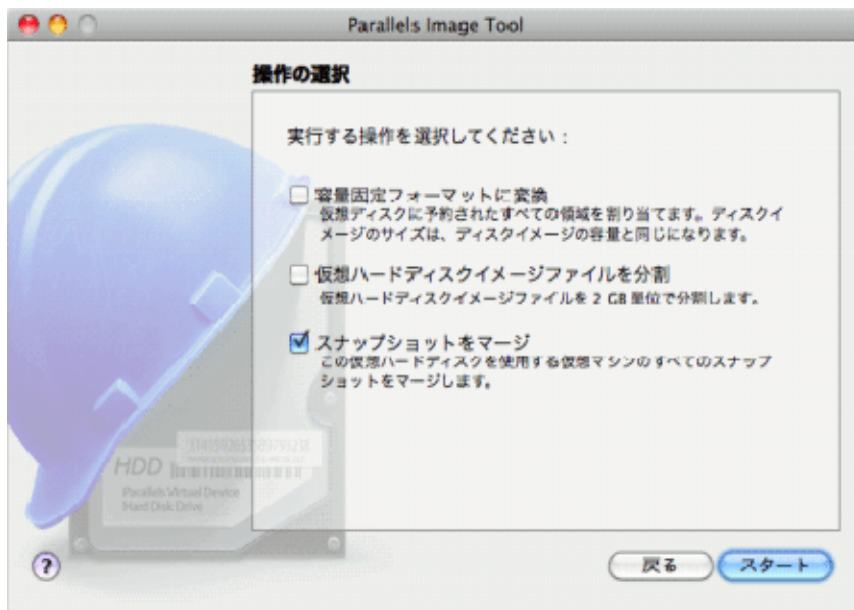 Parallels Image Tool
操作の選択
実行する操作を選択してください：
容量固定フォーマットに変換
仮想ディスクに予約されたすべての領域を割り当てます。ディスクイ
メージのサイズは、ディスクイメージの容量と同じになります。
仮想ハードディスクイメージファイルを分割
仮想ハードディスクイメージファイルを 2 GB 単位で分割します。
スナップショットをマージ
この仮想ハードディスクを使用する仮想マシンのすべてのスナップ
ショットをマージします。
HDD
Parallels Virtual Device
Hard Disk Drive
?
戻る
スタート